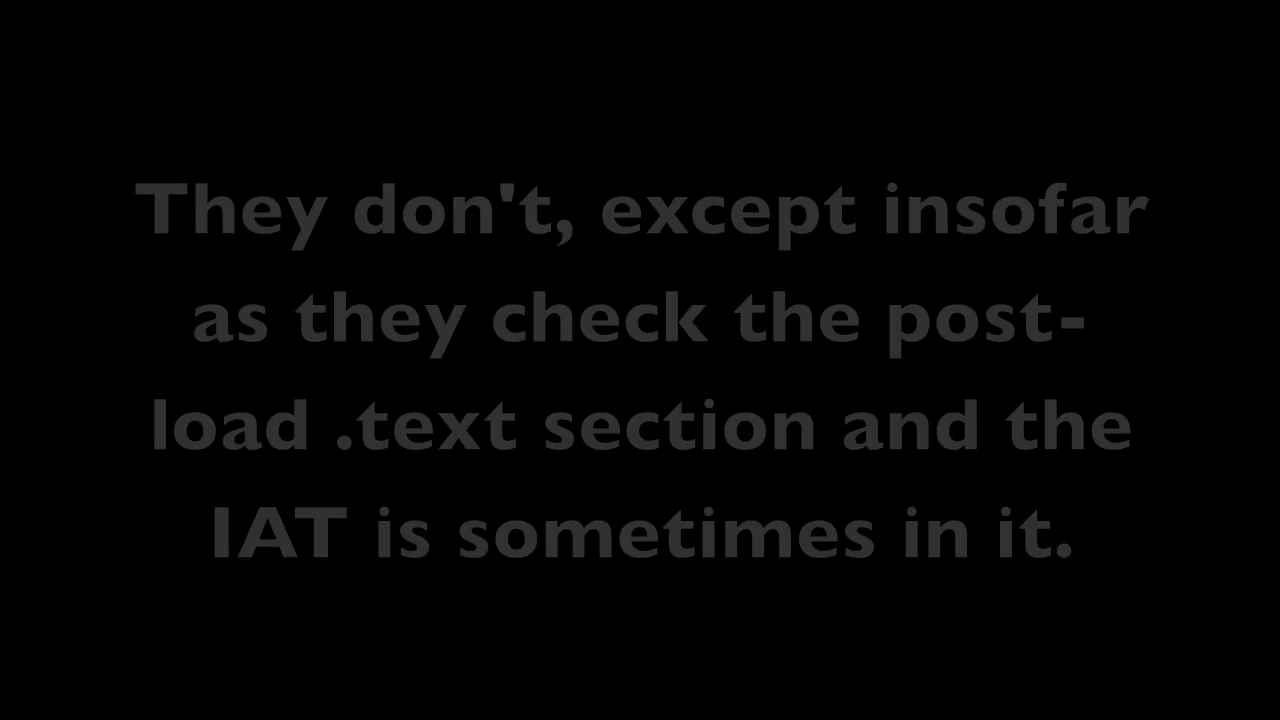 They don't, except insofar
as they check the post-
load .text section and the
IAT is sometimes in it.